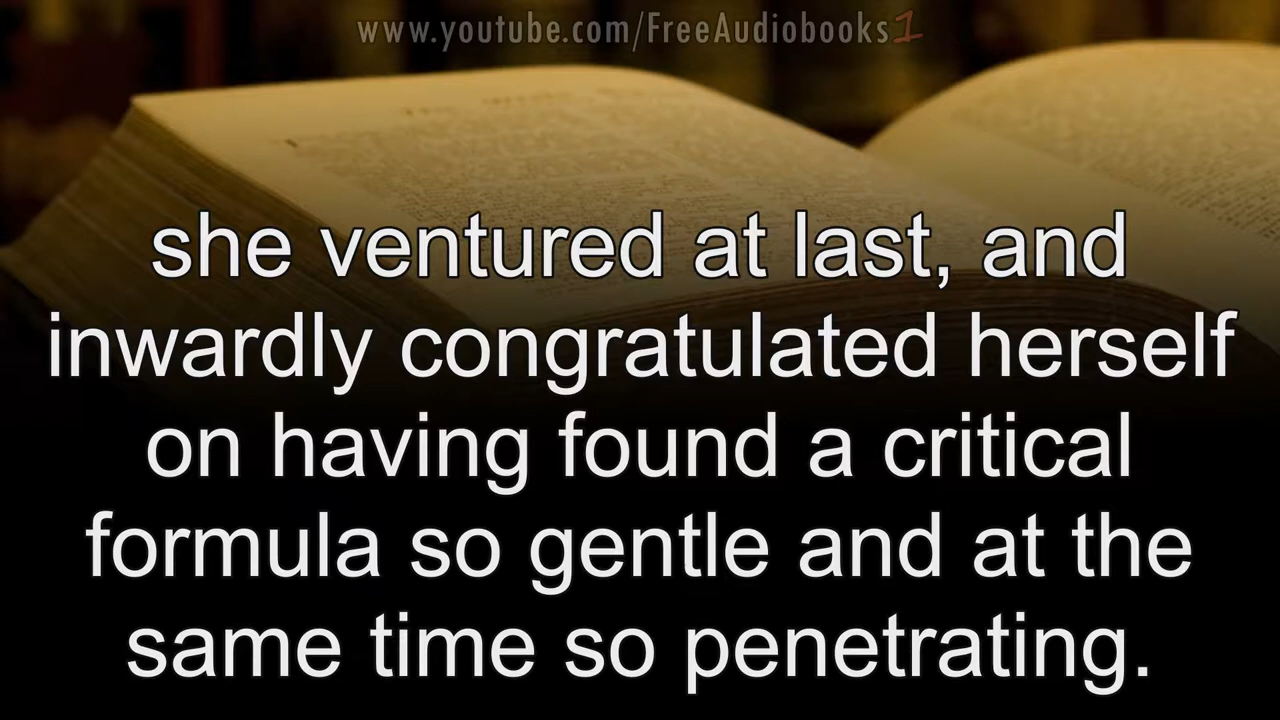 www.youtube.com/FreeAudiobooks1
she ventured at last, and
inwardly congratulated herself
on having found a critical
formula so gentle and at the
same time so penetrating.